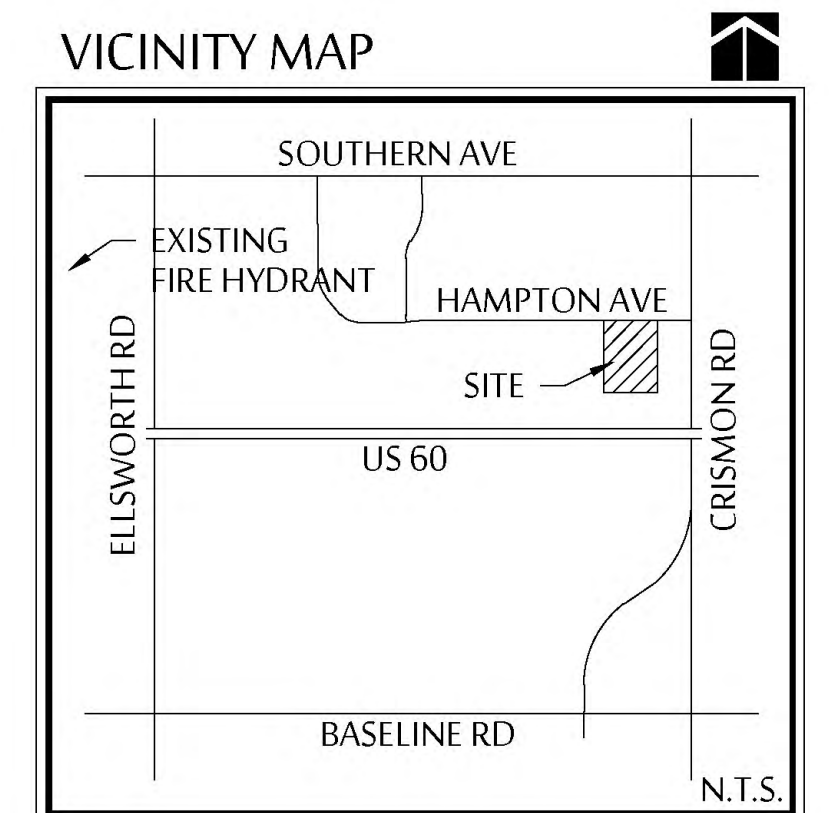 VICINITY MAP
SOUTHERN AVE
EXISTING
FIRE HYDRANT
HAMPTON AVE
ELLSWORTH RD
SITE
CRISMON RD
US 60
BASELINE RD
N.T.S.